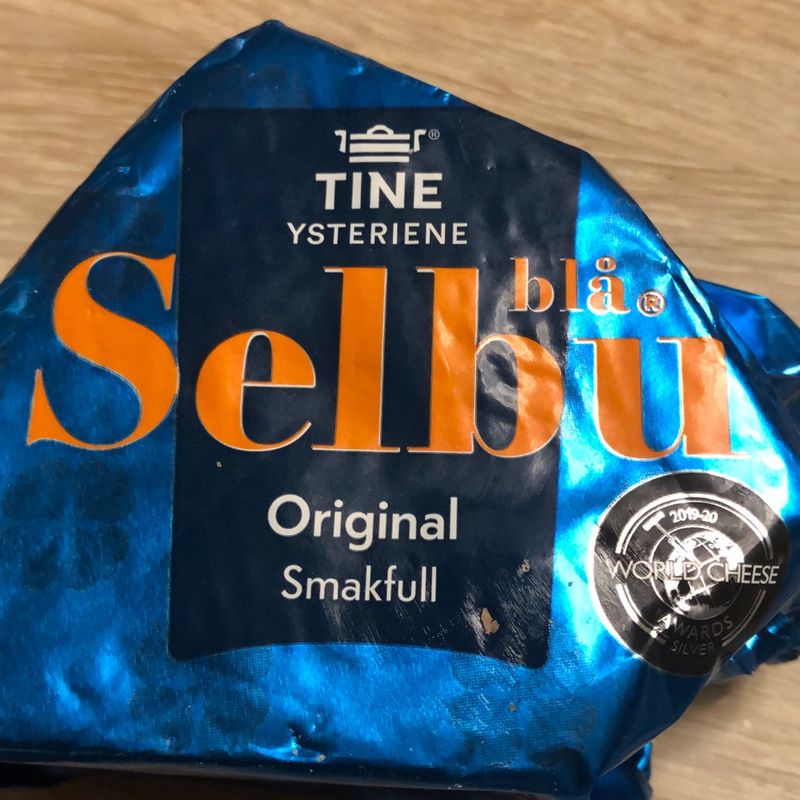 ®
TINE
YSTERIENE
Selbu
blå®
Original
Smakfull
2019-20
WORLD CHEESE
AWARDS
SILVER